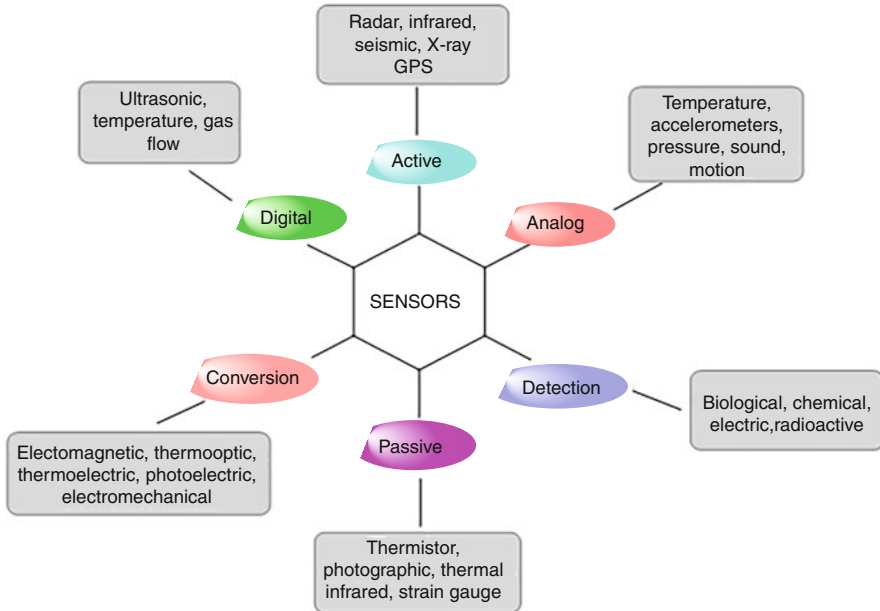 Radar, infrared,
seismic, X-ray
GPS
Ultrasonic,
temperature, gas
flow
Temperature,
accelerometers,
pressure, sound,
motion
Active
Digital
Analog
SENSORS
Conversion
Detection
Passive
Biological, chemical,
electric,radioactive
Electomagnetic, thermooptic,
thermoelectric, photoelectric,
electromechanical
Thermistor,
photographic, thermal
infrared, strain gauge